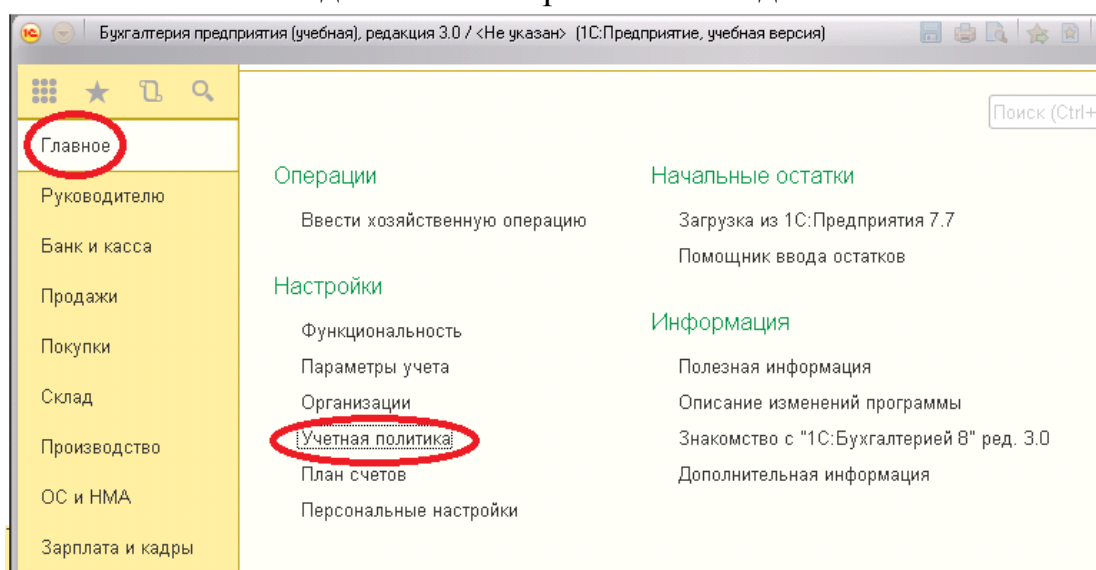 Бухгалтерия предприятия (учебная), редакция 3.0 / <Не указан> (1С:Предприятие, учебная версия)
Поиск (Ctrl+
Главное
Руководителю
Банк и касса
Продажи
Покупки
Склад
Производство
ОС и НМА
Зарплата и кадры
Операции
Ввести хозяйственную операцию
Настройки
Функциональность
Параметры учета
Организации
Учетная политика
План счетов
Персональные настройки
Начальные остатки
Загрузка из 1С:Предприятия 7.7
Помощник ввода остатков
Информация
Полезная информация
Описание изменений программы
Знакомство с "1С:Бухгалтерией 8" ред. 3.0
Дополнительная информация